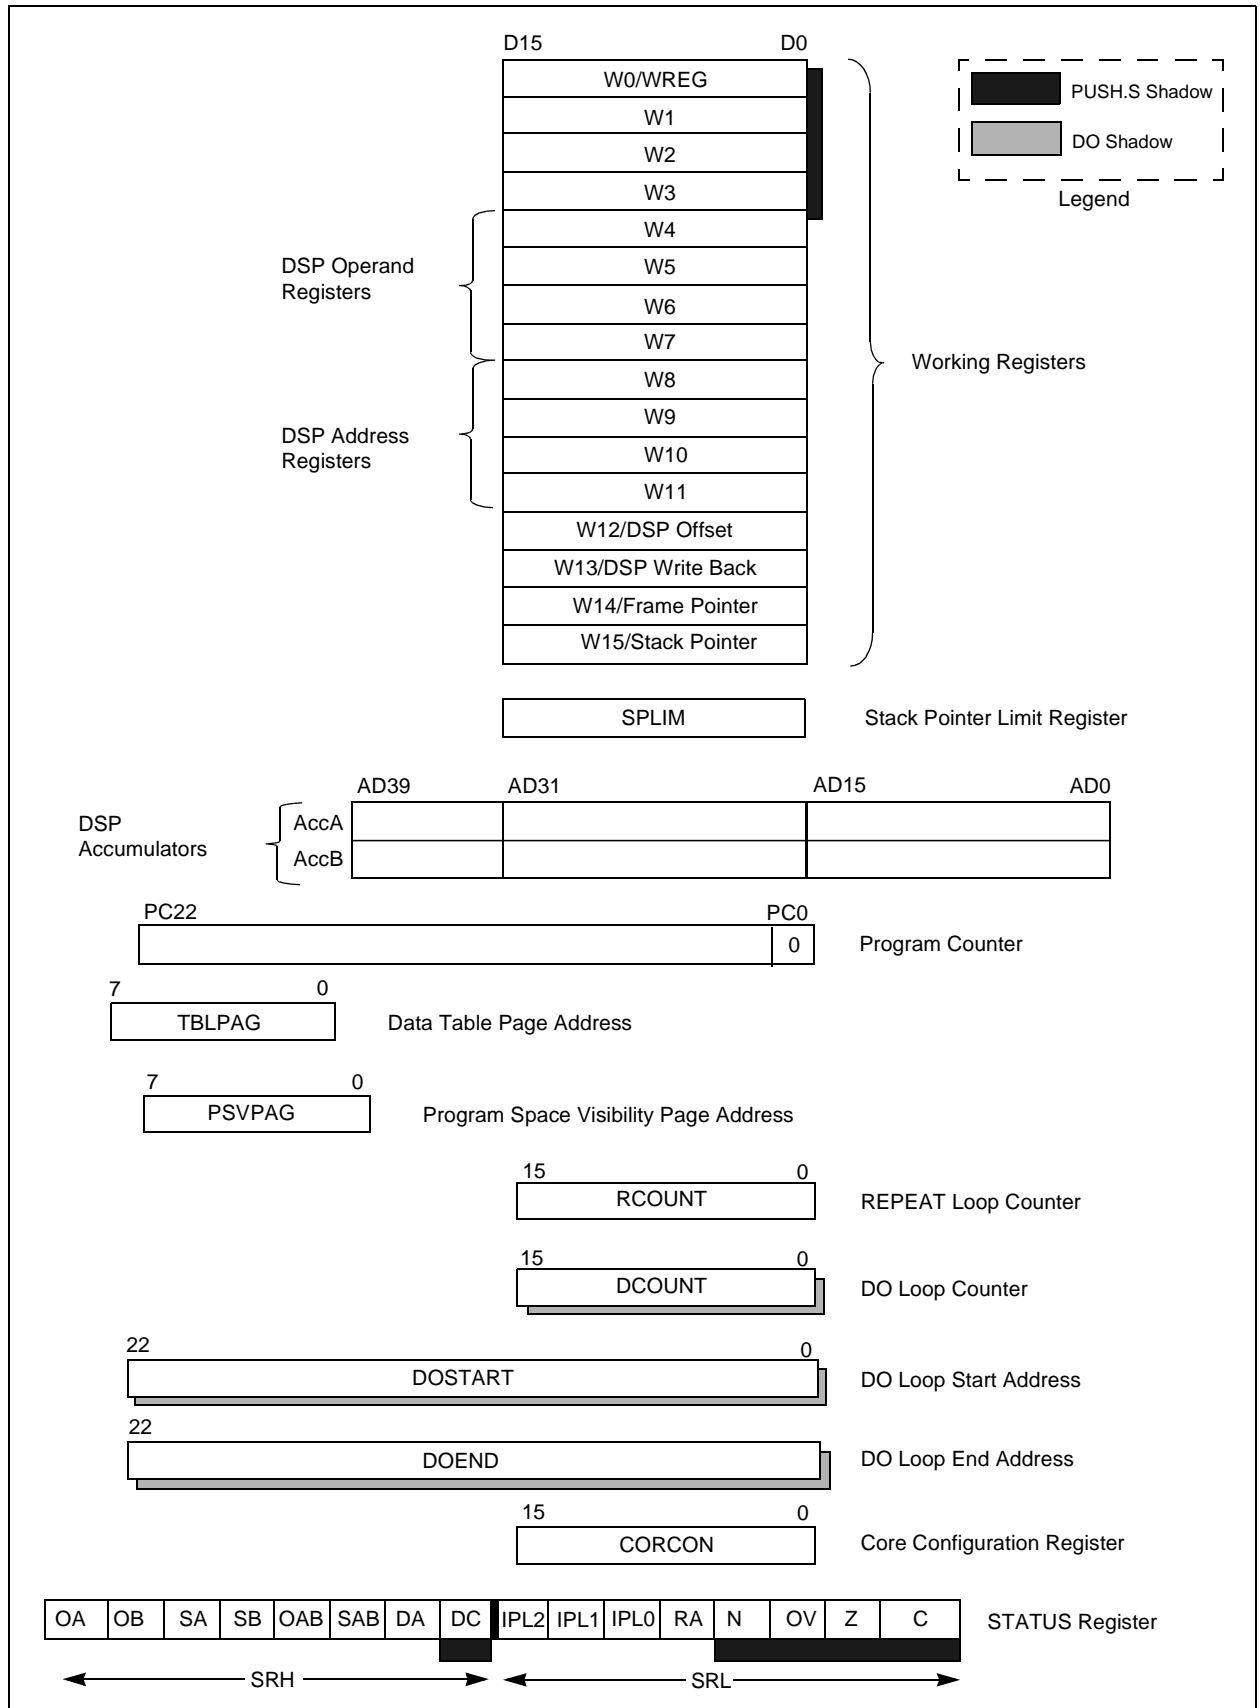 D15 D0
W0/WREG
W1
W2
W3
W4
W5
W6
W7
W8
W9
W10
W11
W12/DSP Offset
W13/DSP Write Back
W14/Frame Pointer
W15/Stack Pointer
PUSH.S Shadow
DO Shadow
Legend
DSP Operand
Registers
DSP Address
Registers
Working Registers
SPLIM
Stack Pointer Limit Register
AD39 AD31 AD15 AD0
DSP
Accumulators
AccA
AccB
PC22 PC0
0
Program Counter
7 0
TBLPAG
Data Table Page Address
7 0
PSVPAG
Program Space Visibility Page Address
15 0
RCOUNT
REPEAT Loop Counter
15 0
DCOUNT
DO Loop Counter
22 0
DOSTART
DO Loop Start Address
22
DOEND
DO Loop End Address
15 0
CORCON
Core Configuration Register
OA OB SA SB OAB SAB DA DC IPL2 IPL1 IPL0 RA N OV Z C
STATUS Register
SRH SRL